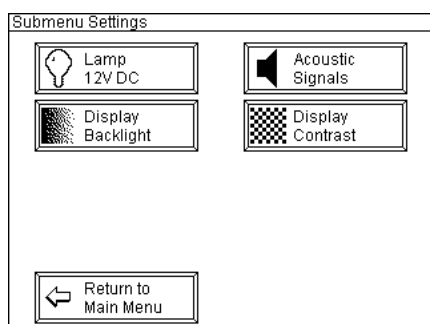 Submenu Settings
Lamp
12V DC
Acoustic
Signals
Display
Backlight
Display
Contrast
Return to
Main Menu